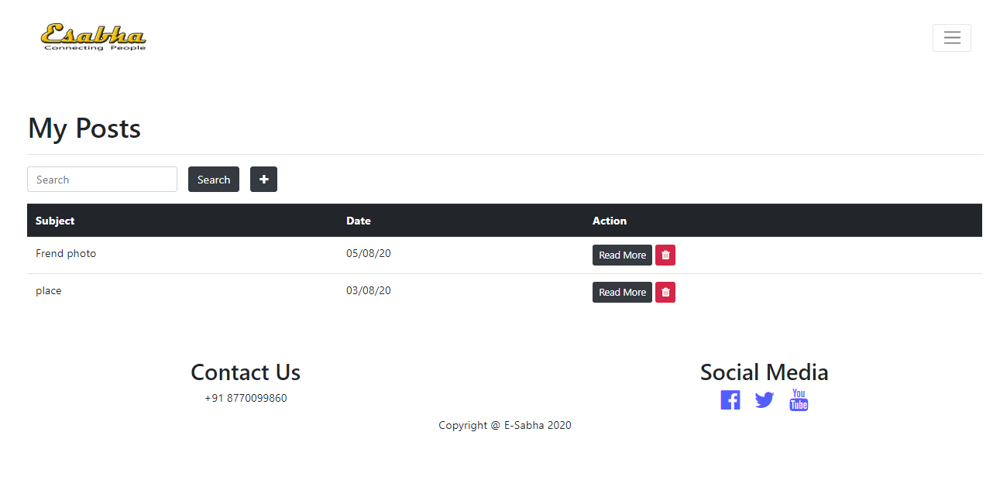 Esabha
Connecting People
My Posts
Search Search
Subject Date Action
Frend photo 05/08/20 Read More
place 03/08/20 Read More
Contact Us Social Media
+91 8770099860 You Tube
Copyright @ E-Sabha 2020